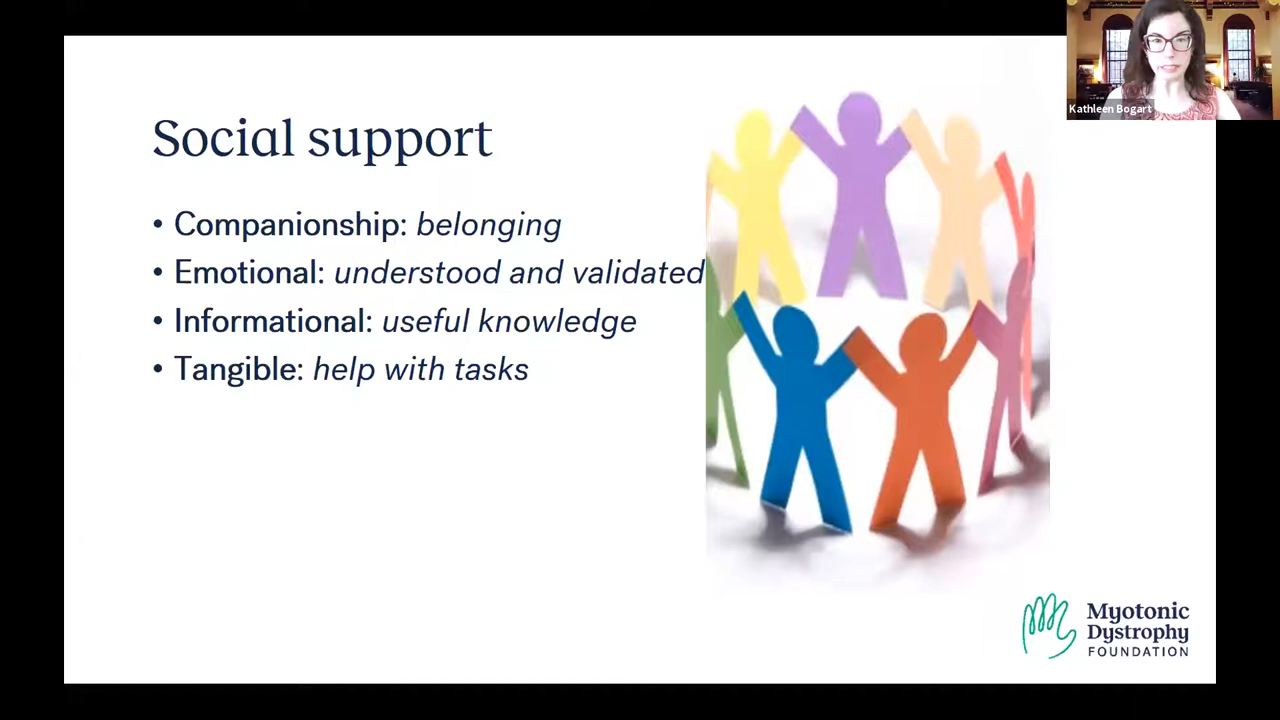 Kathleen Bogart
Social support
• Companionship: belonging
• Emotional: understood and validated
• Informational: useful knowledge
• Tangible: help with tasks
Myotonic
Dystrophy
FOUNDATION